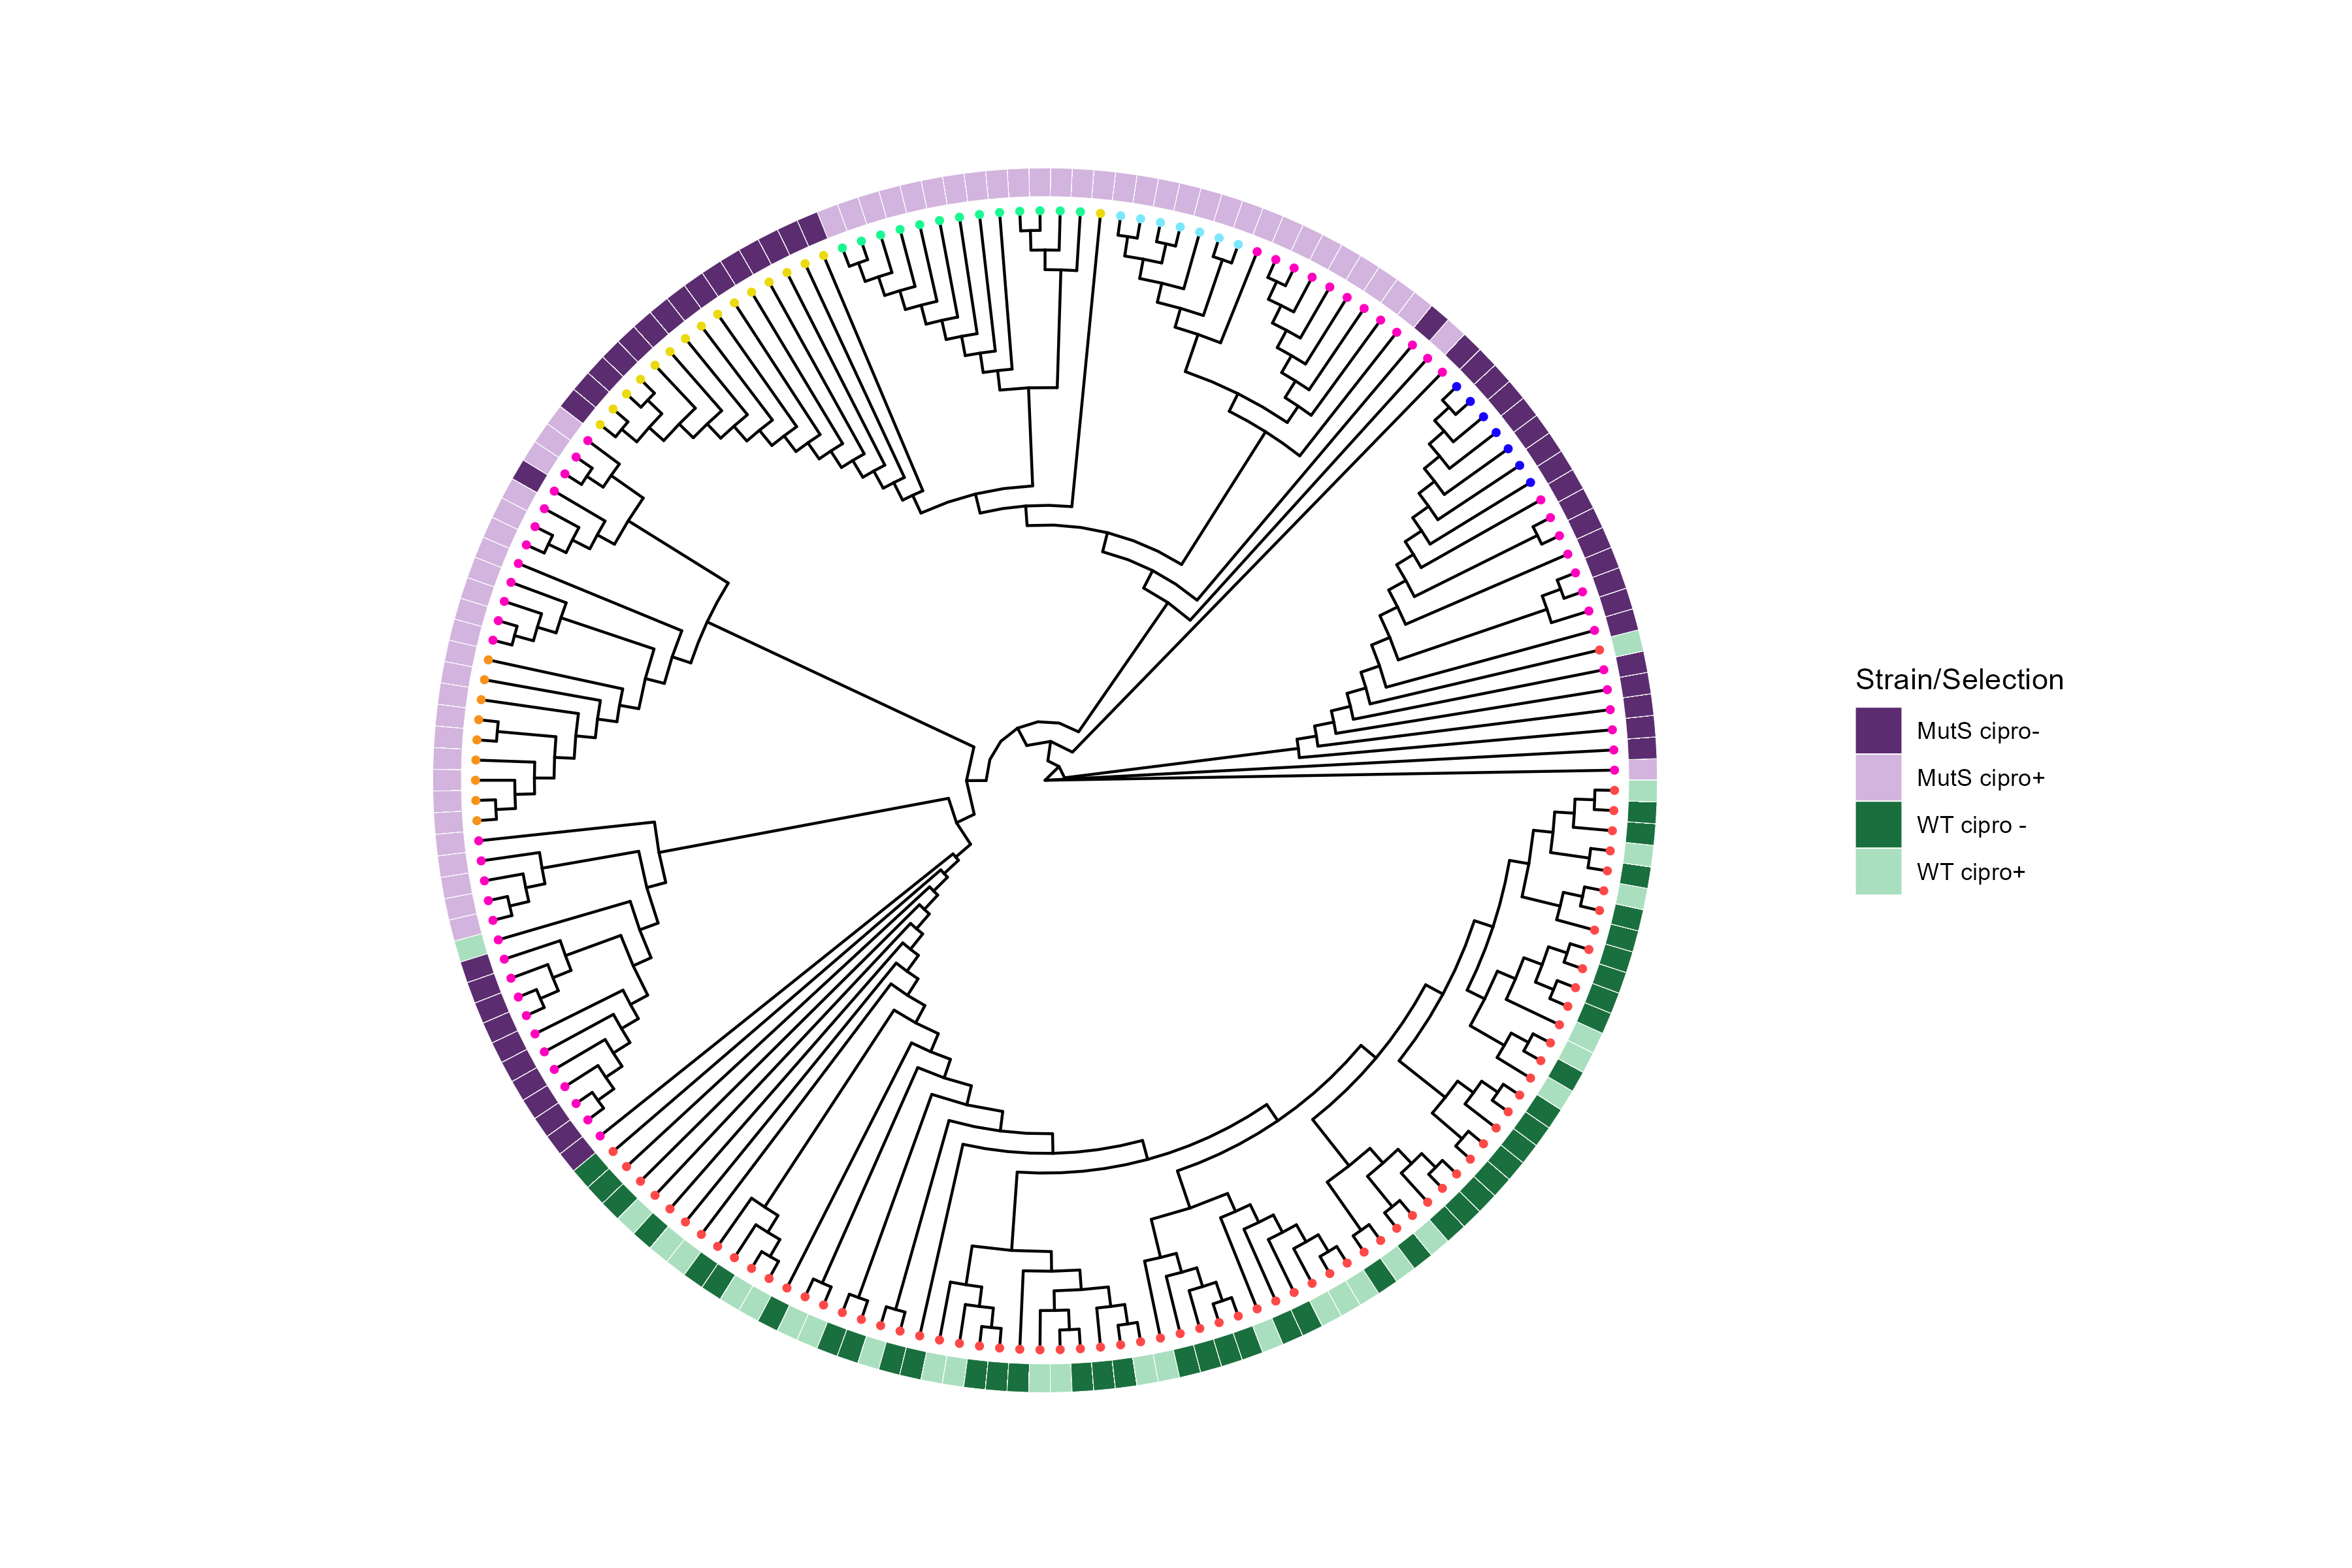 Strain/Selection
MutS cipro-
MutS cipro+
WT cipro -
WT cipro+